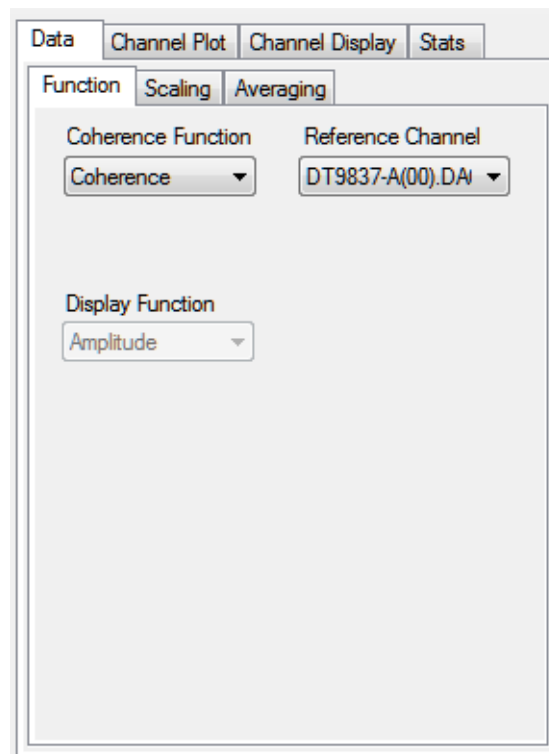 Data Channel Plot Channel Display Stats
Function Scaling Averaging
Coherence Function Reference Channel
Coherence DT9837-A(00).DA
Display Function
Amplitude